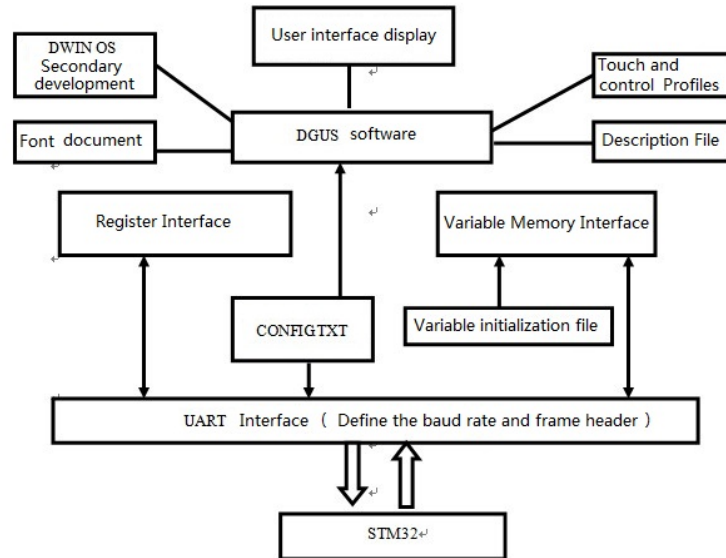 User interface display
DWIN OS
Secondary
development
Touch and
control Profiles
DGUS software
Font document
Description File
Register Interface
Variable Memory Interface
CONFIGTXT
Variable initialization file
UART Interface ( Define the baud rate and frame header )
STM32